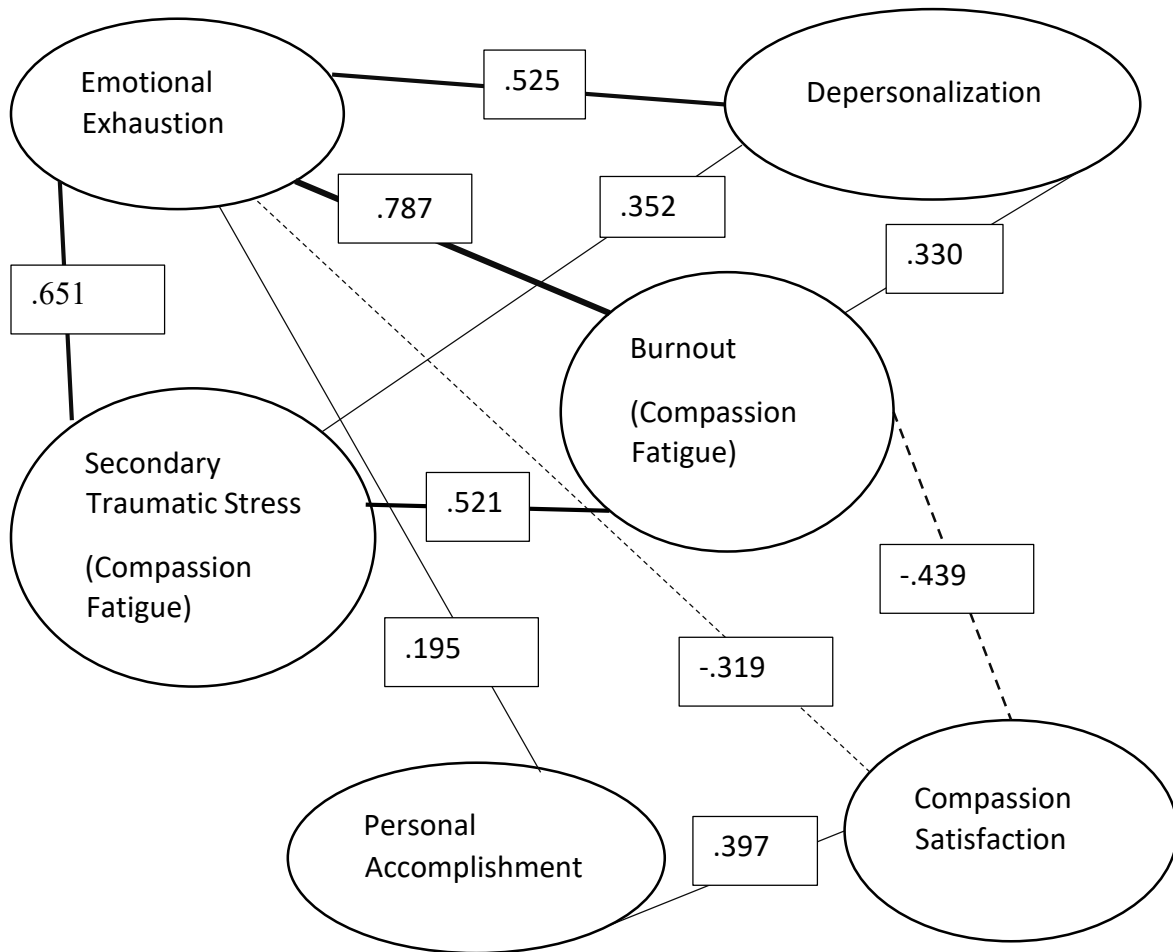 Emotional
Exhaustion
.525
Depersonalization
.787
.352
.330
.651
Burnout
(Compassion
Fatigue)
Secondary
Traumatic Stress
(Compassion
Fatigue)
.521
-.439
.195
-.319
Personal
Accomplishment
.397
Compassion
Satisfaction